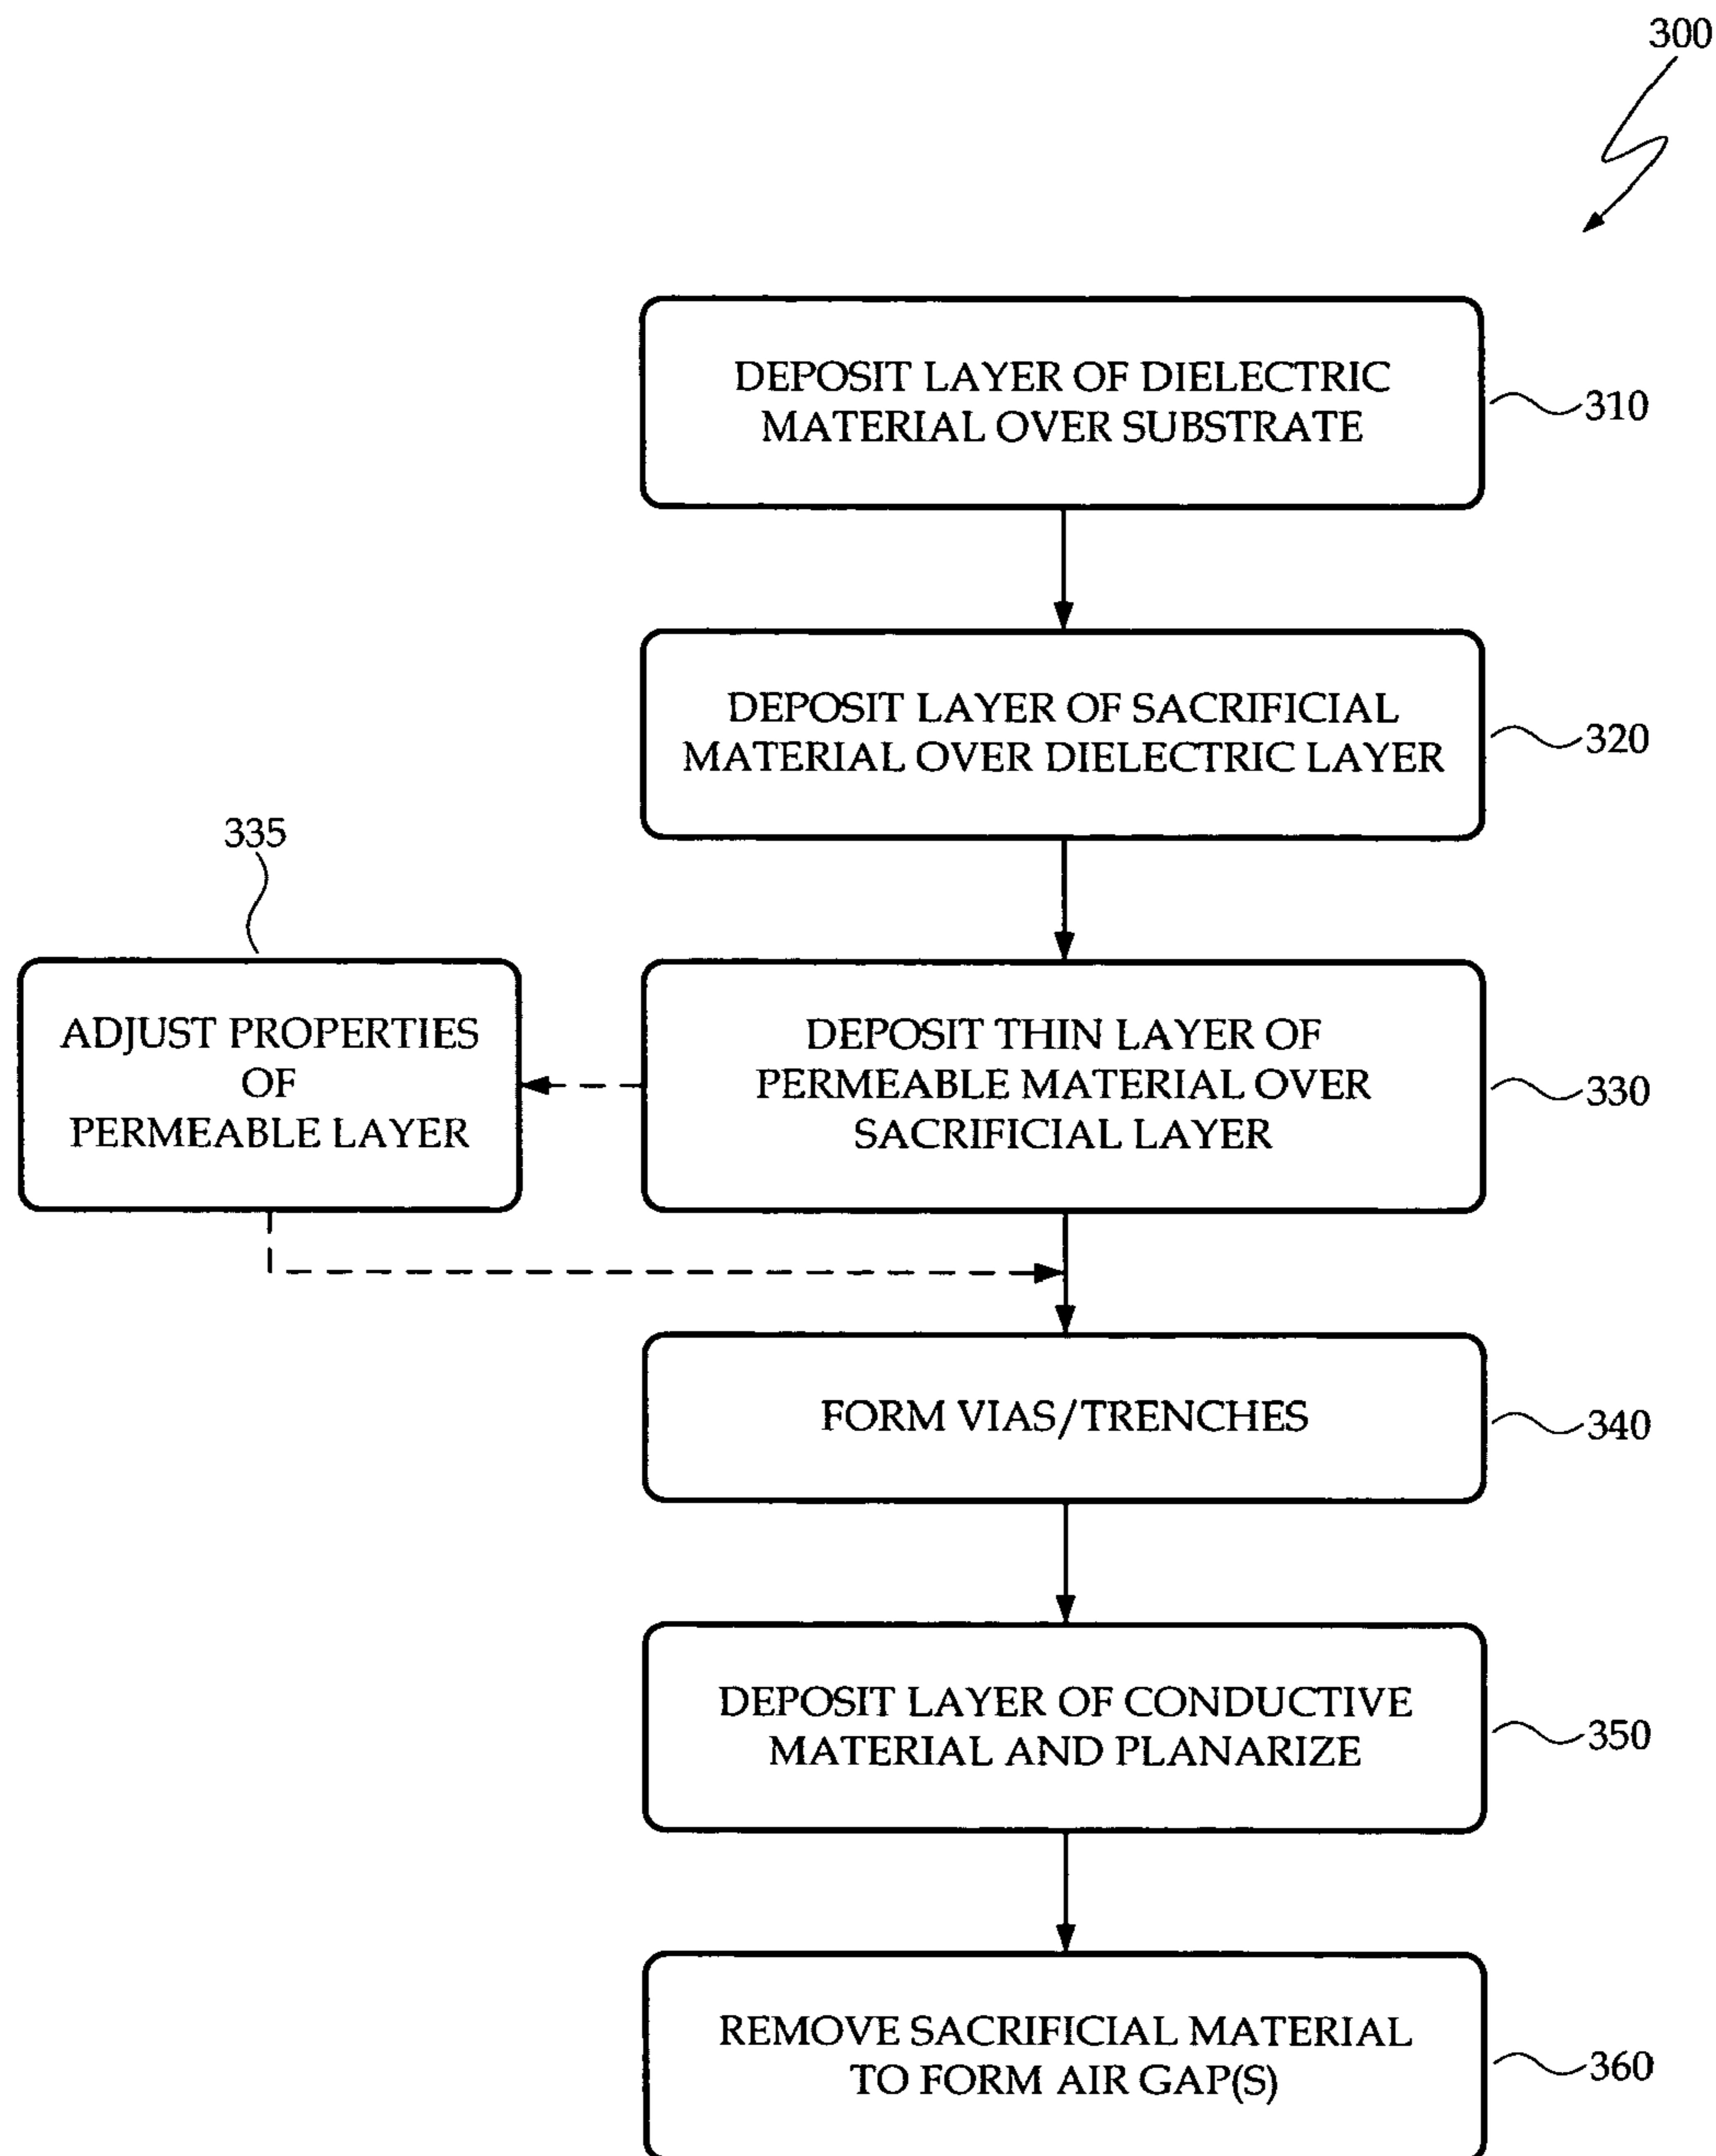 300
DEPOSIT LAYER OF DIELECTRIC
MATERIAL OVER SUBSTRATE
310
DEPOSIT LAYER OF SACRIFICIAL
MATERIAL OVER DIELECTRIC LAYER
320
335
ADJUST PROPERTIES
OF
PERMEABLE LAYER
DEPOSIT THIN LAYER OF
PERMEABLE MATERIAL OVER
SACRIFICIAL LAYER
330
FORM VIAS/TRENCHES
340
DEPOSIT LAYER OF CONDUCTIVE
MATERIAL AND PLANARIZE
350
REMOVE SACRIFICIAL MATERIAL
TO FORM AIR GAP(S)
360